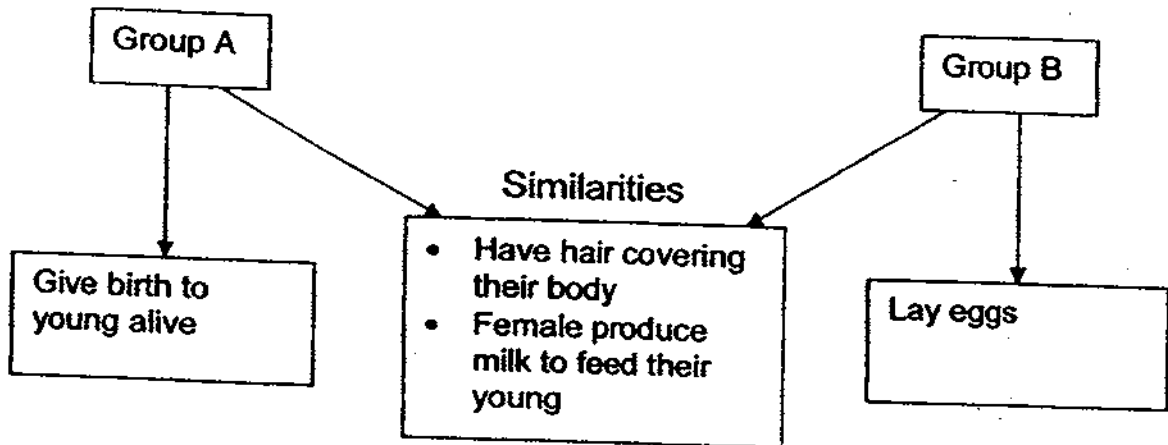 Group A
Group B
Similarities
Give birth to
young alive
• Have hair covering
their body
• Female produce
milk to feed their
young
Lay eggs